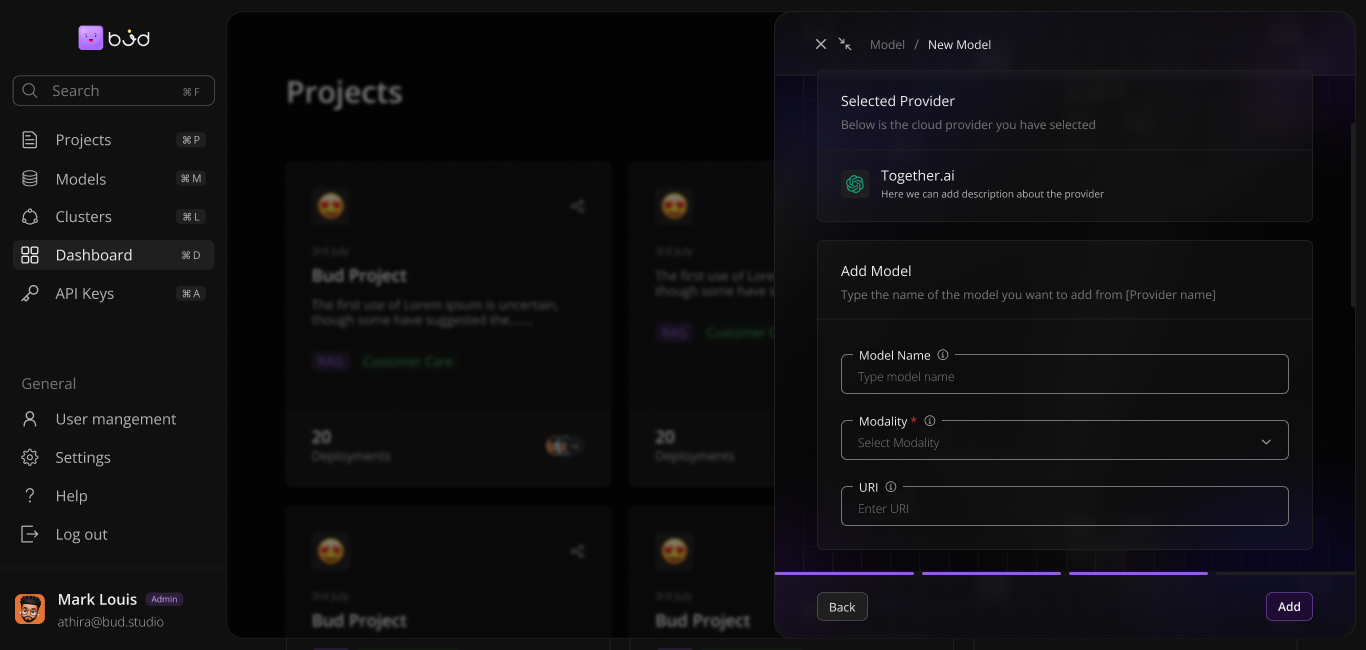 bud
Search ⌘ F
Projects ⌘ P
Models ⌘ M
Clusters ⌘ L
Dashboard ⌘ D
API Keys ⌘ A
General
User mangement
Settings
? Help
Log out
Mark Louis Admin
athira@bud.studio
Projects
3rd July
Bud Project
The first use of Lorem ipsum is uncertain,
though some have suggested the......
RAG Customer Care
20
Deployments
3rd July
The first use of Lore
though some have s
RAG Customer C
20
Deployments
3rd July
Bud Project
3rd July
Bud Project
Model / New Model
Selected Provider
Below is the cloud provider you have selected
Together.ai
Here we can add description about the provider
Add Model
Type the name of the model you want to add from [Provider name]
Model Name
Type model name
Modality *
Select Modality
URI
Enter URI
Back
Add